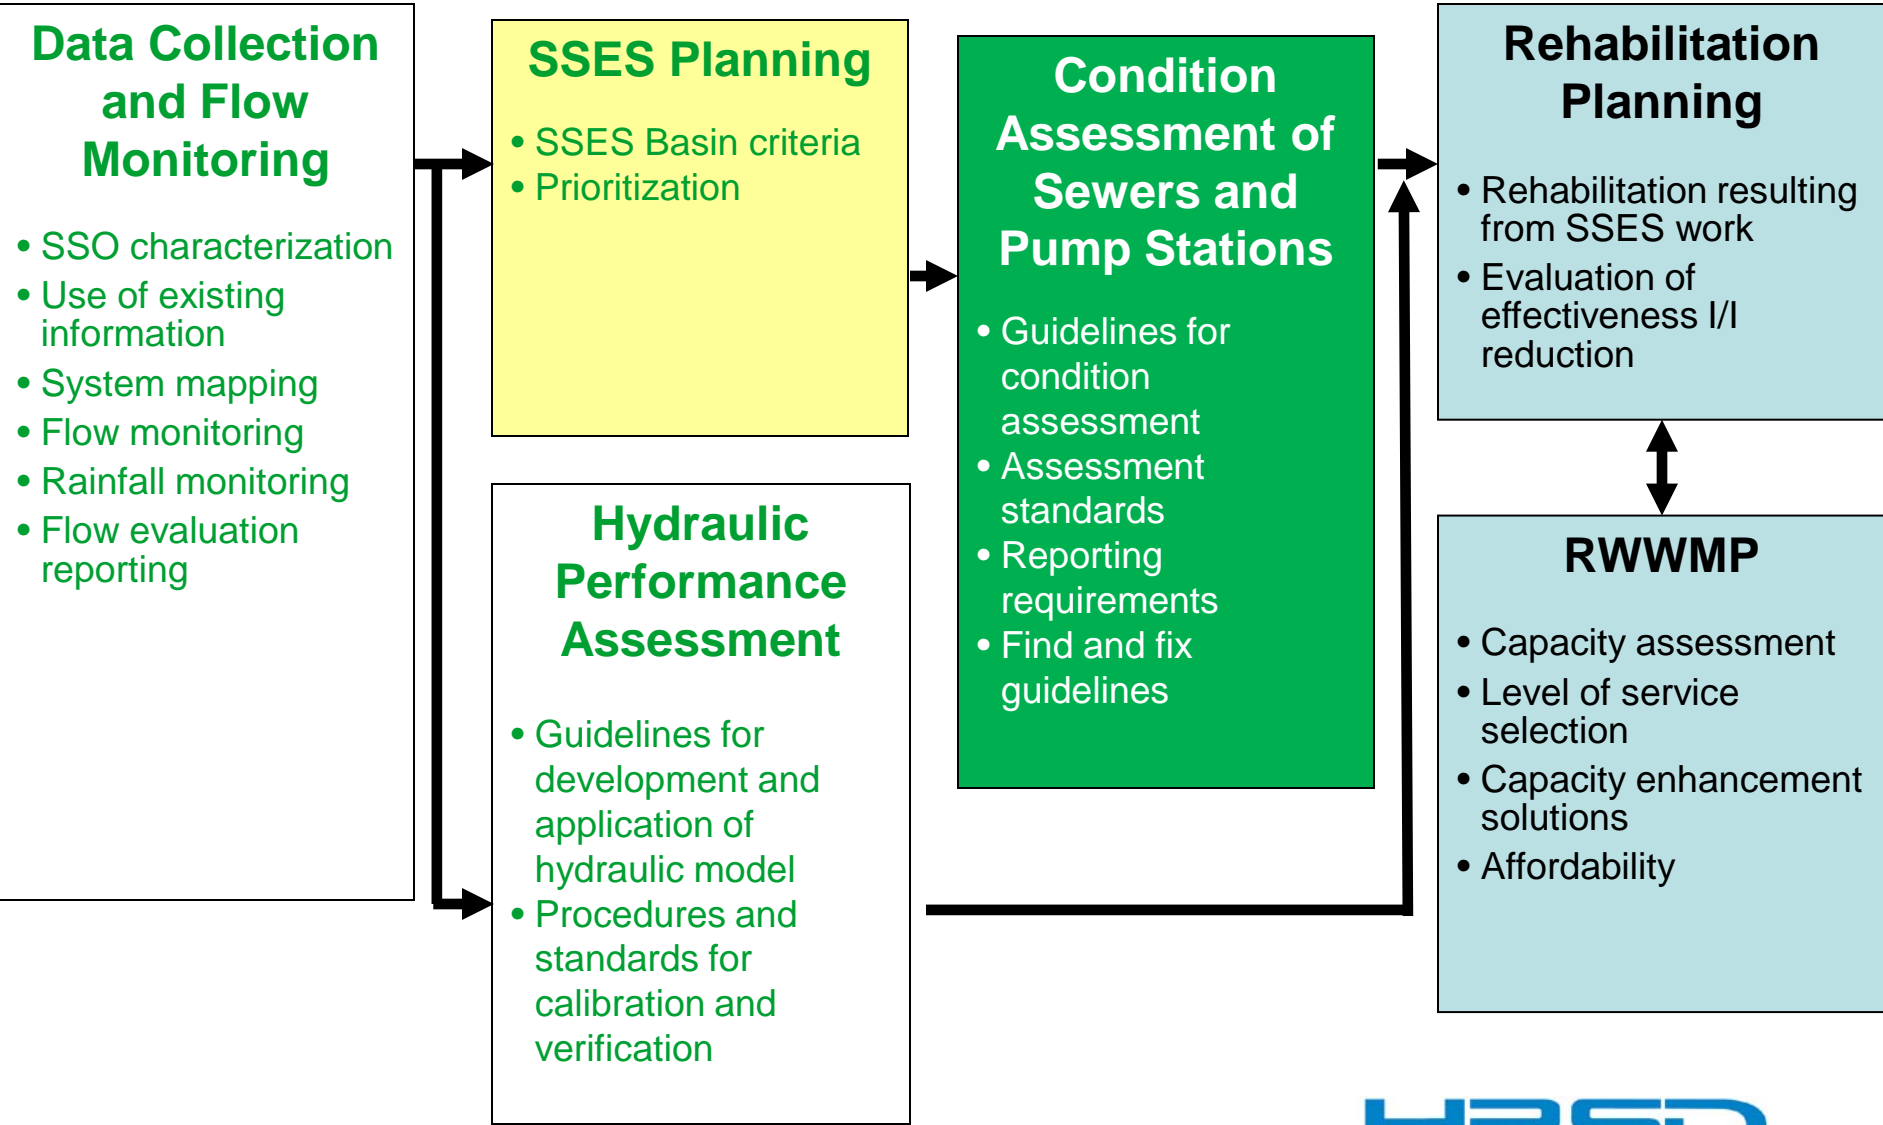 Data Collection
and Flow
Monitoring
• SSO characterization
• Use of existing
information
• System mapping
• Flow monitoring
• Rainfall monitoring
• Flow evaluation
reporting
SSES Planning
• SSES Basin criteria
• Prioritization
Hydraulic
Performance
Assessment
• Guidelines for
development and
application of
hydraulic model
• Procedures and
standards for
calibration and
verification
Condition
Assessment of
Sewers and
Pump Stations
• Guidelines for
condition
assessment
• Assessment
standards
• Reporting
requirements
• Find and fix
guidelines
Rehabilitation
Planning
• Rehabilitation resulting
from SSES work
• Evaluation of
effectiveness I/I
reduction
RWWMP
• Capacity assessment
• Level of service
selection
• Capacity enhancement
solutions
• Affordability